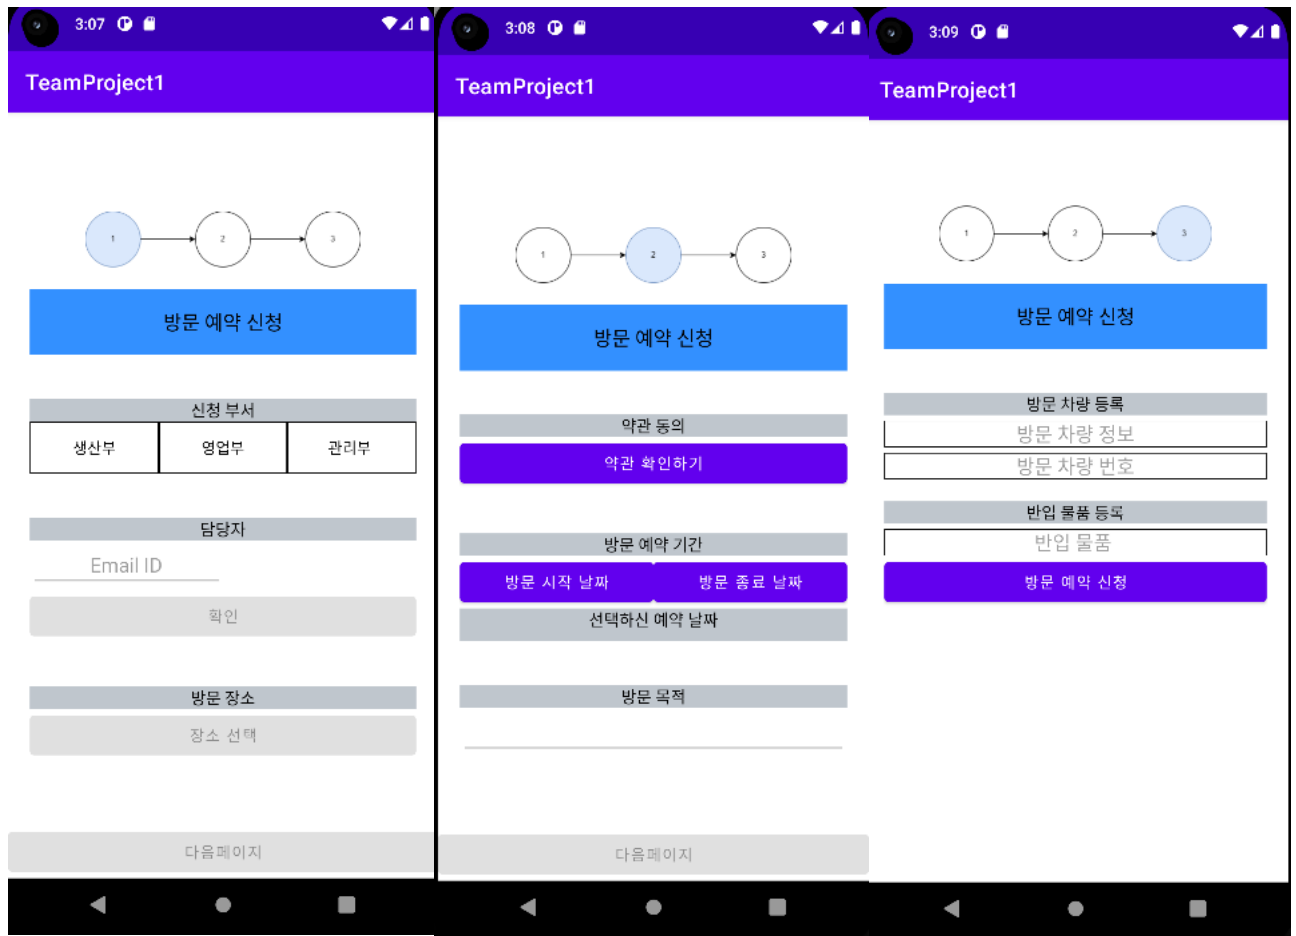 3:07
TeamProject1
1
2
3
방문 예약 신청
신청 부서
생산부 영업부 관리부
담당자
Email ID
확인
방문 장소
장소 선택
다음페이지
3:08
TeamProject1
1
2
3
방문 예약 신청
약관 동의
약관 확인하기
방문 예약 기간
방문 시작 날짜 방문 종료 날짜
선택하신 예약 날짜
방문 목적
다음페이지
3:09
TeamProject1
1
2
3
방문 예약 신청
방문 차량 등록
방문 차량 정보
방문 차량 번호
반입 물품 등록
반입 물품
방문 예약 신청